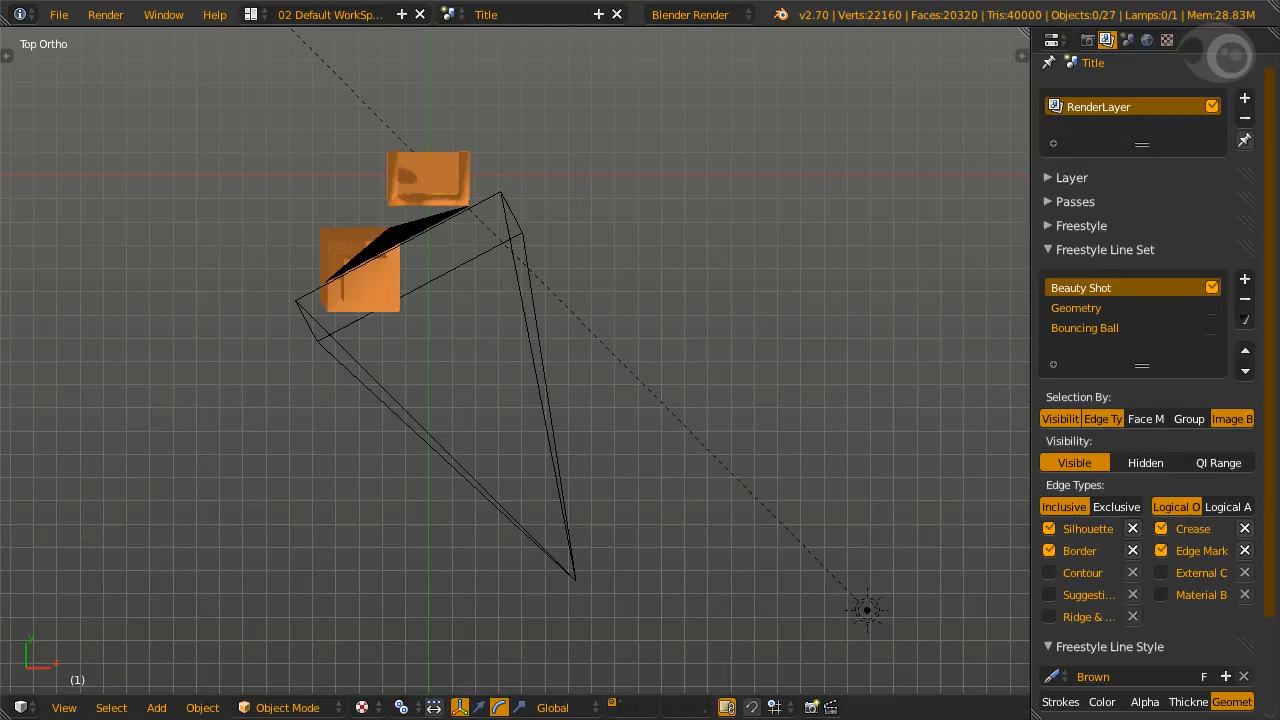 File Render Window Help 02 Default WorkSp... Title Blender Render v2.70 | Verts:22160 | Faces:20320 | Tris:40000 | Objects:0/27 | Lamps:0/1 | Mem:28.83M
Top Ortho
Title
RenderLayer
Layer
Passes
Freestyle
Freestyle Line Set
Beauty Shot
Geometry
Bouncing Ball
Selection By:
Visibilit Edge Ty Face M Group Image B
Visibility:
Visible Hidden QI Range
Edge Types:
Inclusive Exclusive Logical O Logical A
Silhouette Crease
Border Edge Mark
Contour External C
Suggesti... Material B
Ridge & ...
Freestyle Line Style
y
x
(1)
Brown F
Strokes Color Alpha Thickne Geomet
View Select Add Object Object Mode Global